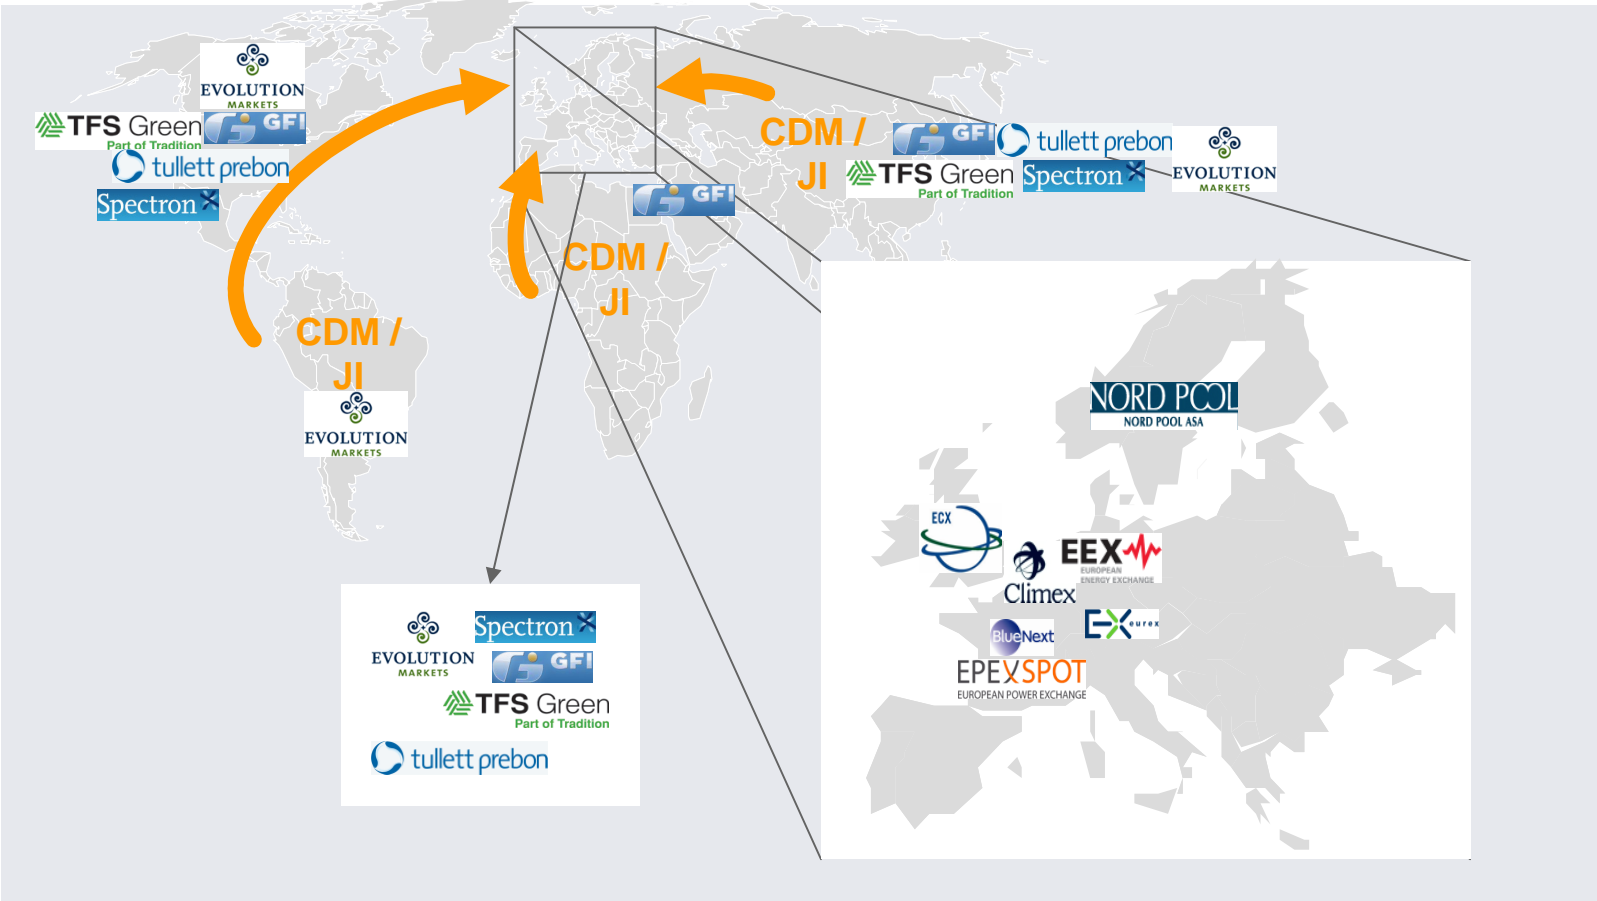 EVOLUTION
MARKETS
TFS Green
Part of Tradition
GFI
tullett prebon
Spectron
CDM /
JI
GFI
tullett prebon
EVOLUTION
MARKETS
TFS Green
Part of Tradition
Spectron
GFI
CDM /
JI
CDM /
JI
EVOLUTION
MARKETS
NORD POOL
NORD POOL ASA
ECX
EEX
EUROPEAN
ENERGY EXCHANGE
Climex
EX eurex
BlueNext
EPEXSPOT
EUROPEAN POWER EXCHANGE
EVOLUTION
MARKETS
Spectron
GFI
TFS Green
Part of Tradition
tullett prebon